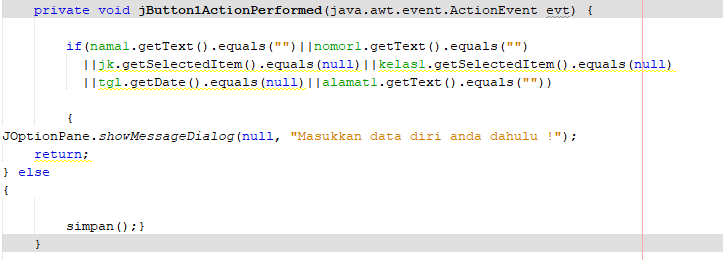 private void jButton1ActionPerformed(java.awt.event.ActionEvent evt) {
if(nama1.getText().equals("")||nomor1.getText().equals("")
||jk.getSelectedItem().equals(null)||kelas1.getSelectedItem().equals(null)
||tgl.getDate().equals(null)||alamat1.getText().equals(""))
{
JOptionPane.showMessageDialog(null, "Masukkan data diri anda dahulu !");
return;
} else
{
simpan();}
}